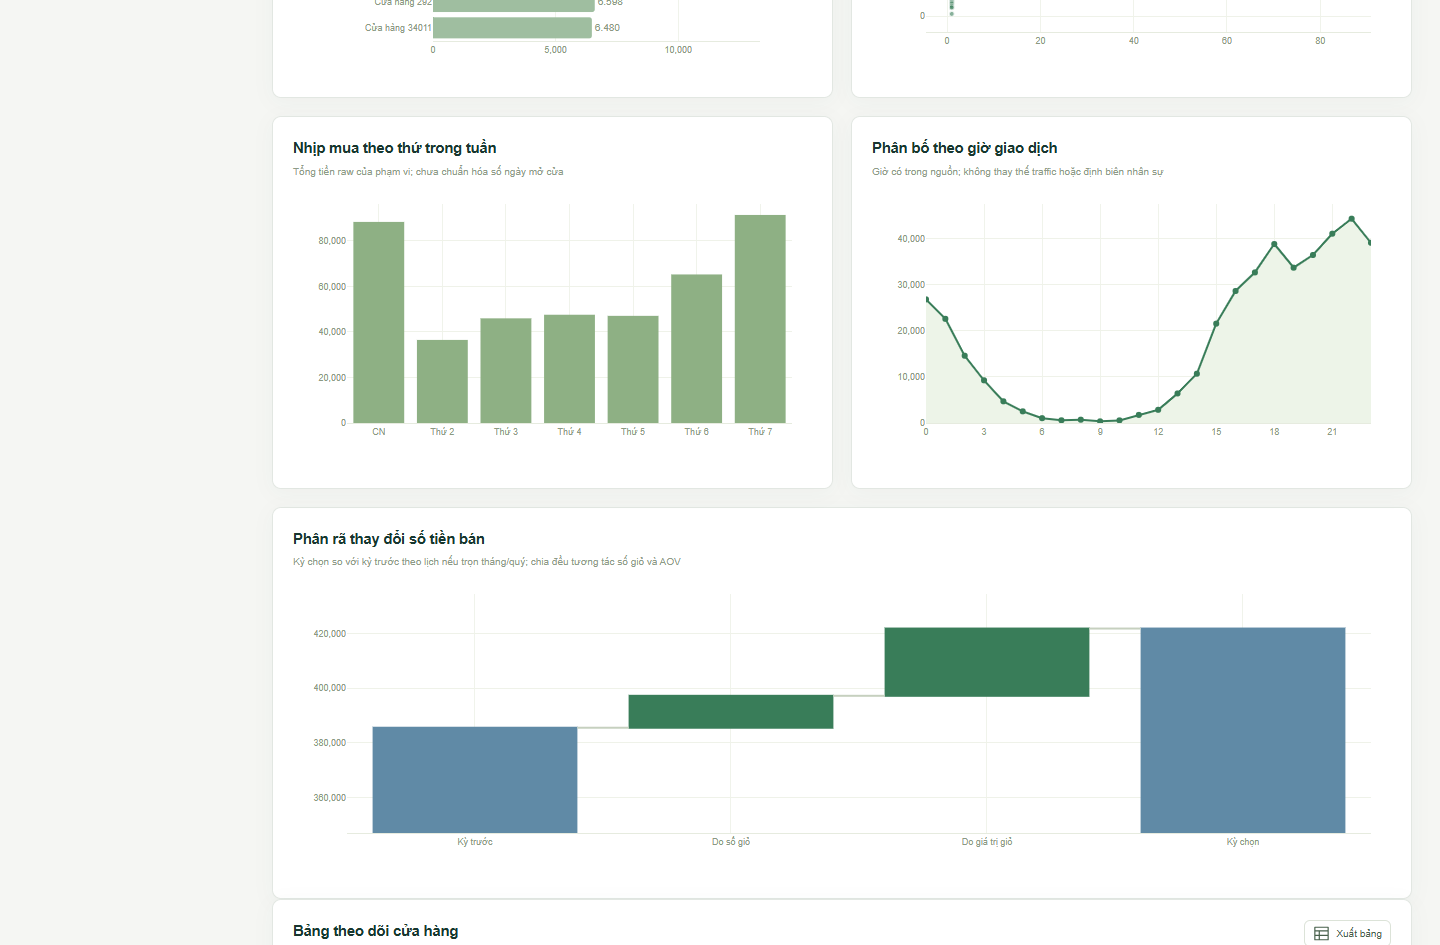 Cửa hàng 292 6.598
Cửa hàng 34011 6.480
0 5,000 10,000
0
0 20 40 60 80
Nhịp mua theo thứ trong tuần
Tổng tiền raw của phạm vi; chưa chuẩn hóa số ngày mở cửa
80,000
60,000
40,000
20,000
0
CN Thứ 2 Thứ 3 Thứ 4 Thứ 5 Thứ 6 Thứ 7
Phân bố theo giờ giao dịch
Giờ có trong nguồn; không thay thế traffic hoặc định biên nhân sự
40,000
30,000
20,000
10,000
0
0 3 6 9 12 15 18 21
Phân rã thay đổi số tiền bán
Kỳ chọn so với kỳ trước theo lịch nếu trọn tháng/quý; chia đều tương tác số giỏ và AOV
420,000
400,000
380,000
360,000
Kỳ trước Do số giỏ Do giá trị giỏ Kỳ chọn
Bảng theo dõi cửa hàng
Xuất bảng